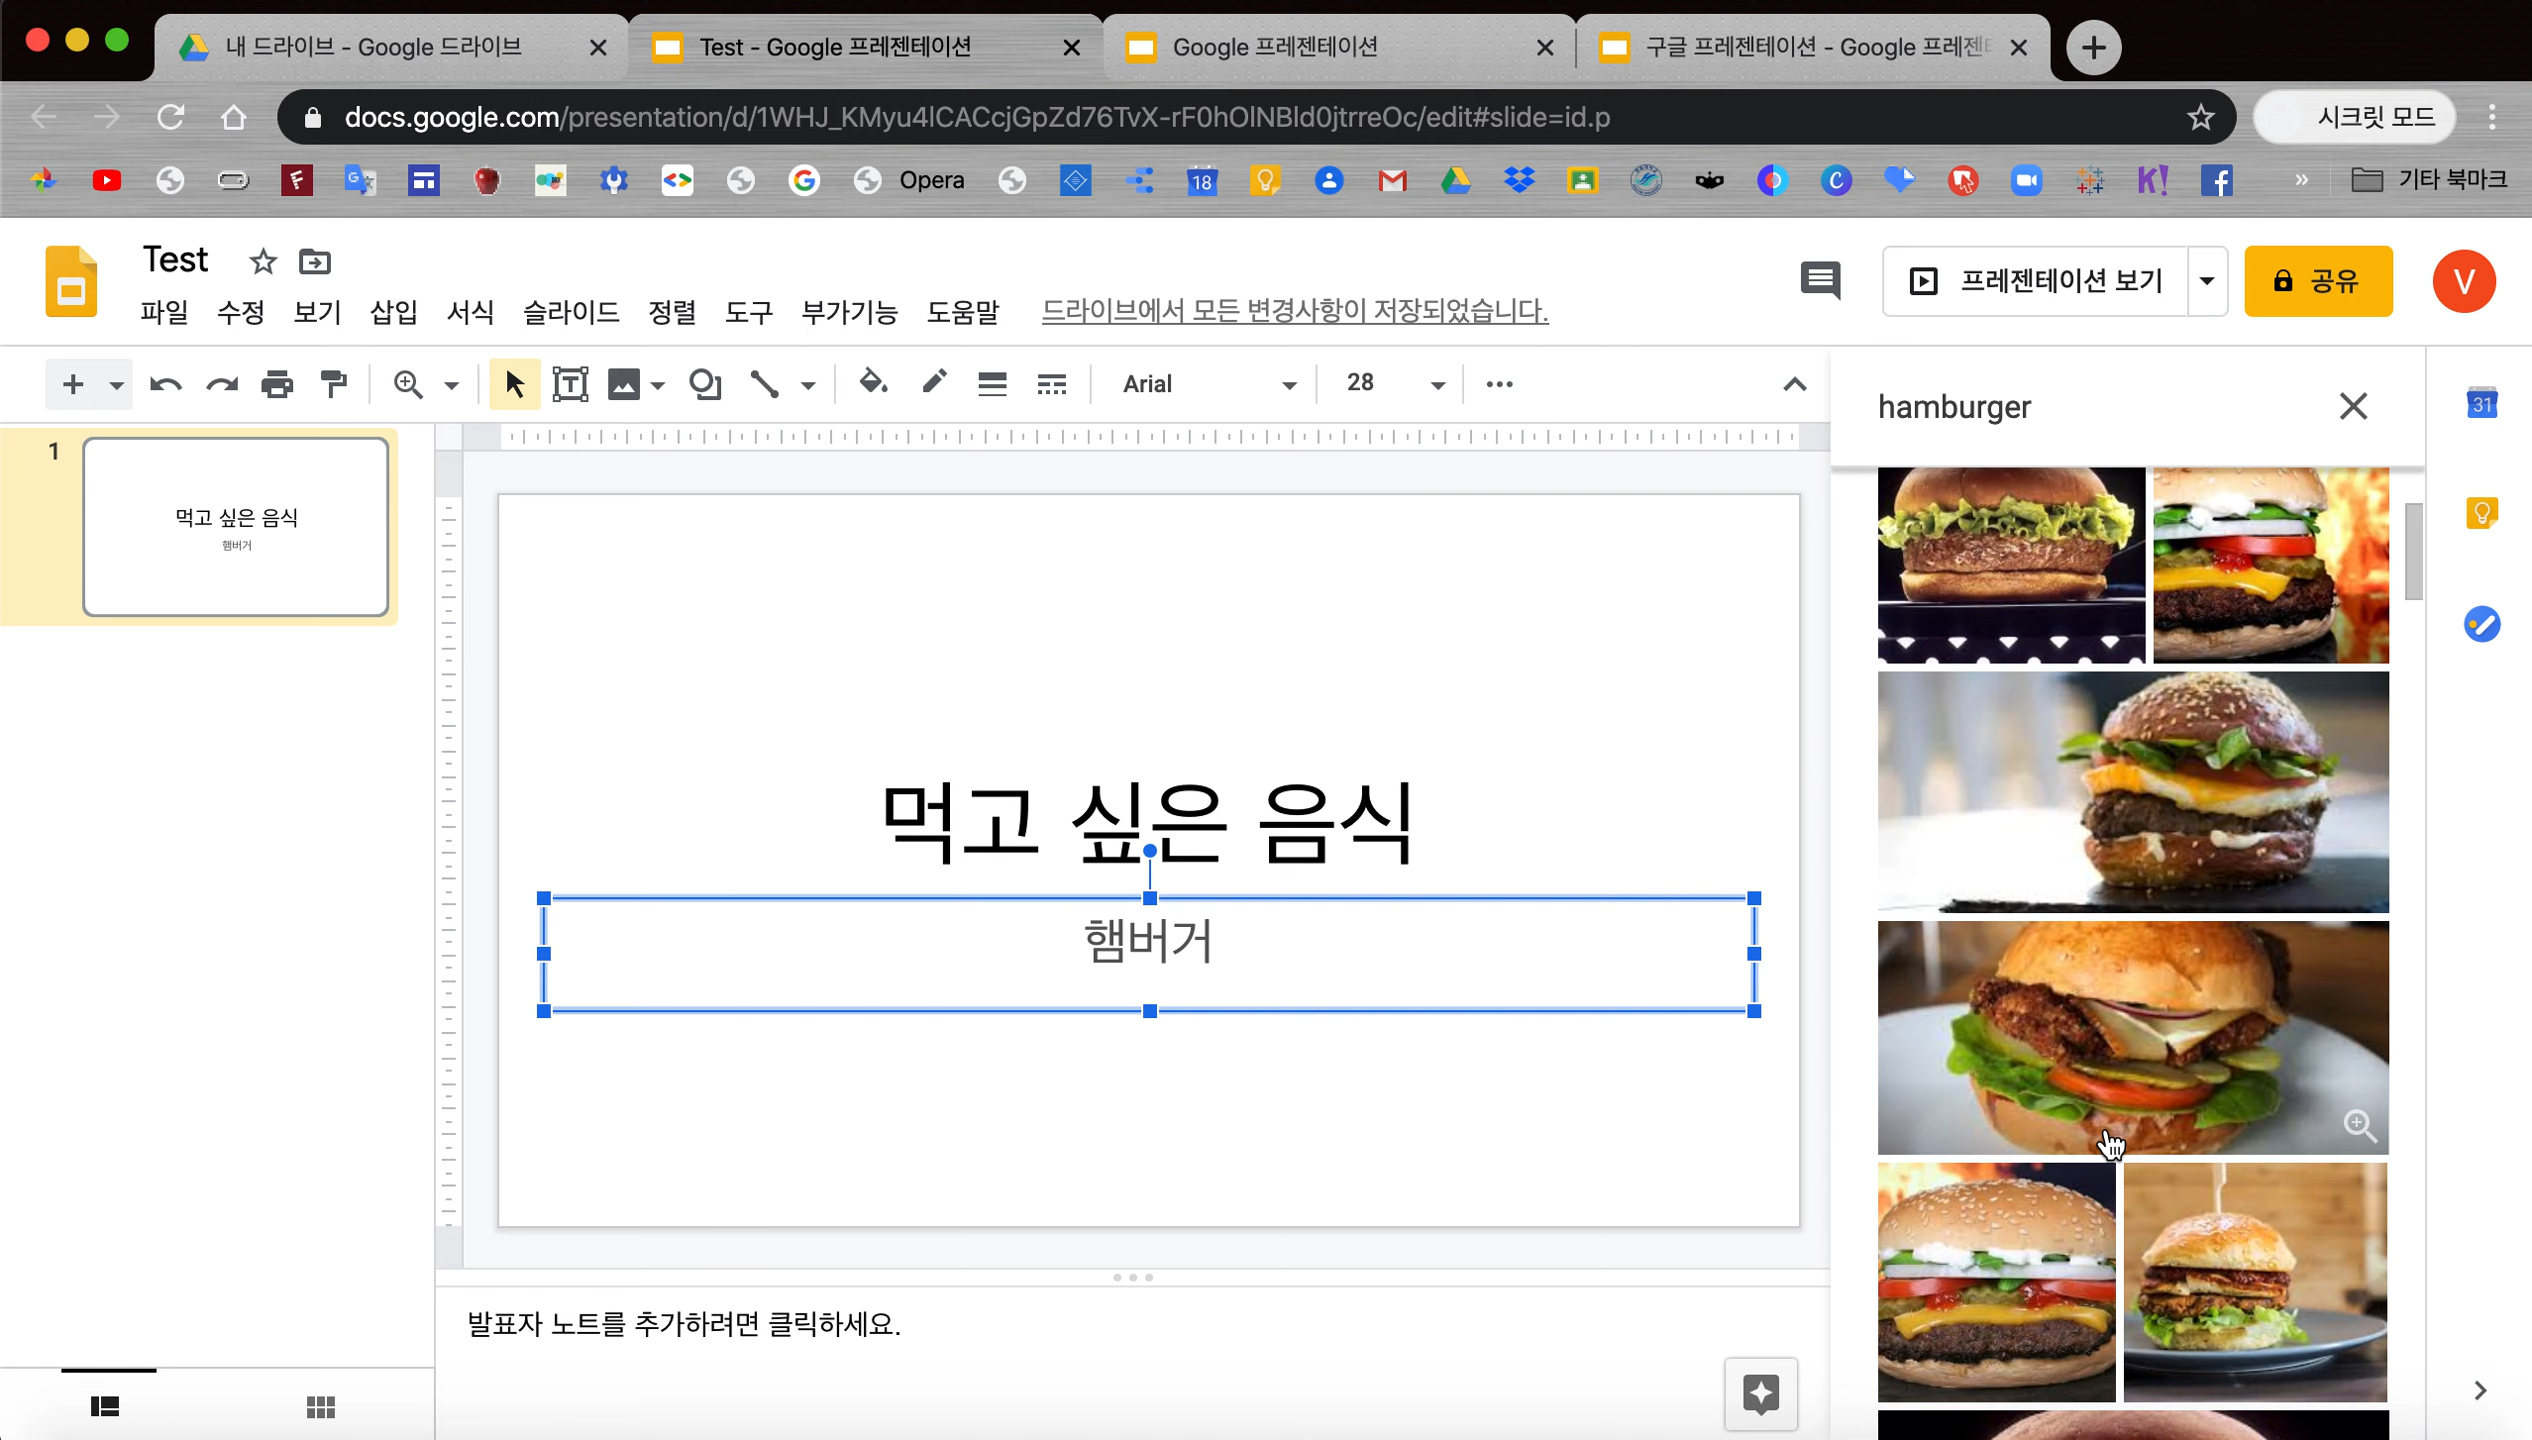 내 드라이브 - Google 드라이브
Test - Google 프레젠테이션
Google 프레젠테이션
구글 프레젠테이션 - Google 프레젠
docs.google.com/presentation/d/1WHJ_KMyu4lCACcjGpZd76TvX-rF0hOlNBld0jtrreOc/edit#slide=id.p
시크릿 모드
Opera
18
기타 북마크
Test
파일 수정 보기 삽입 서식 슬라이드 정렬 도구 부가기능 도움말
드라이브에서 모든 변경사항이 저장되었습니다.
프레젠테이션 보기
공유
V
Arial
28
hamburger
31
1
먹고 싶은 음식
햄버거
먹고 싶은 음식
햄버거
발표자 노트를 추가하려면 클릭하세요.